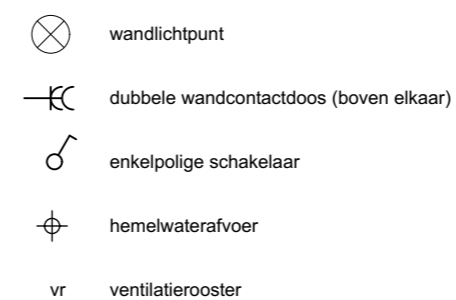 wandlichtpunt
dubbele wandcontactdoos (boven elkaar)
enkelpolige schakelaar
hemelwaterafvoer
vr ventilatierooster